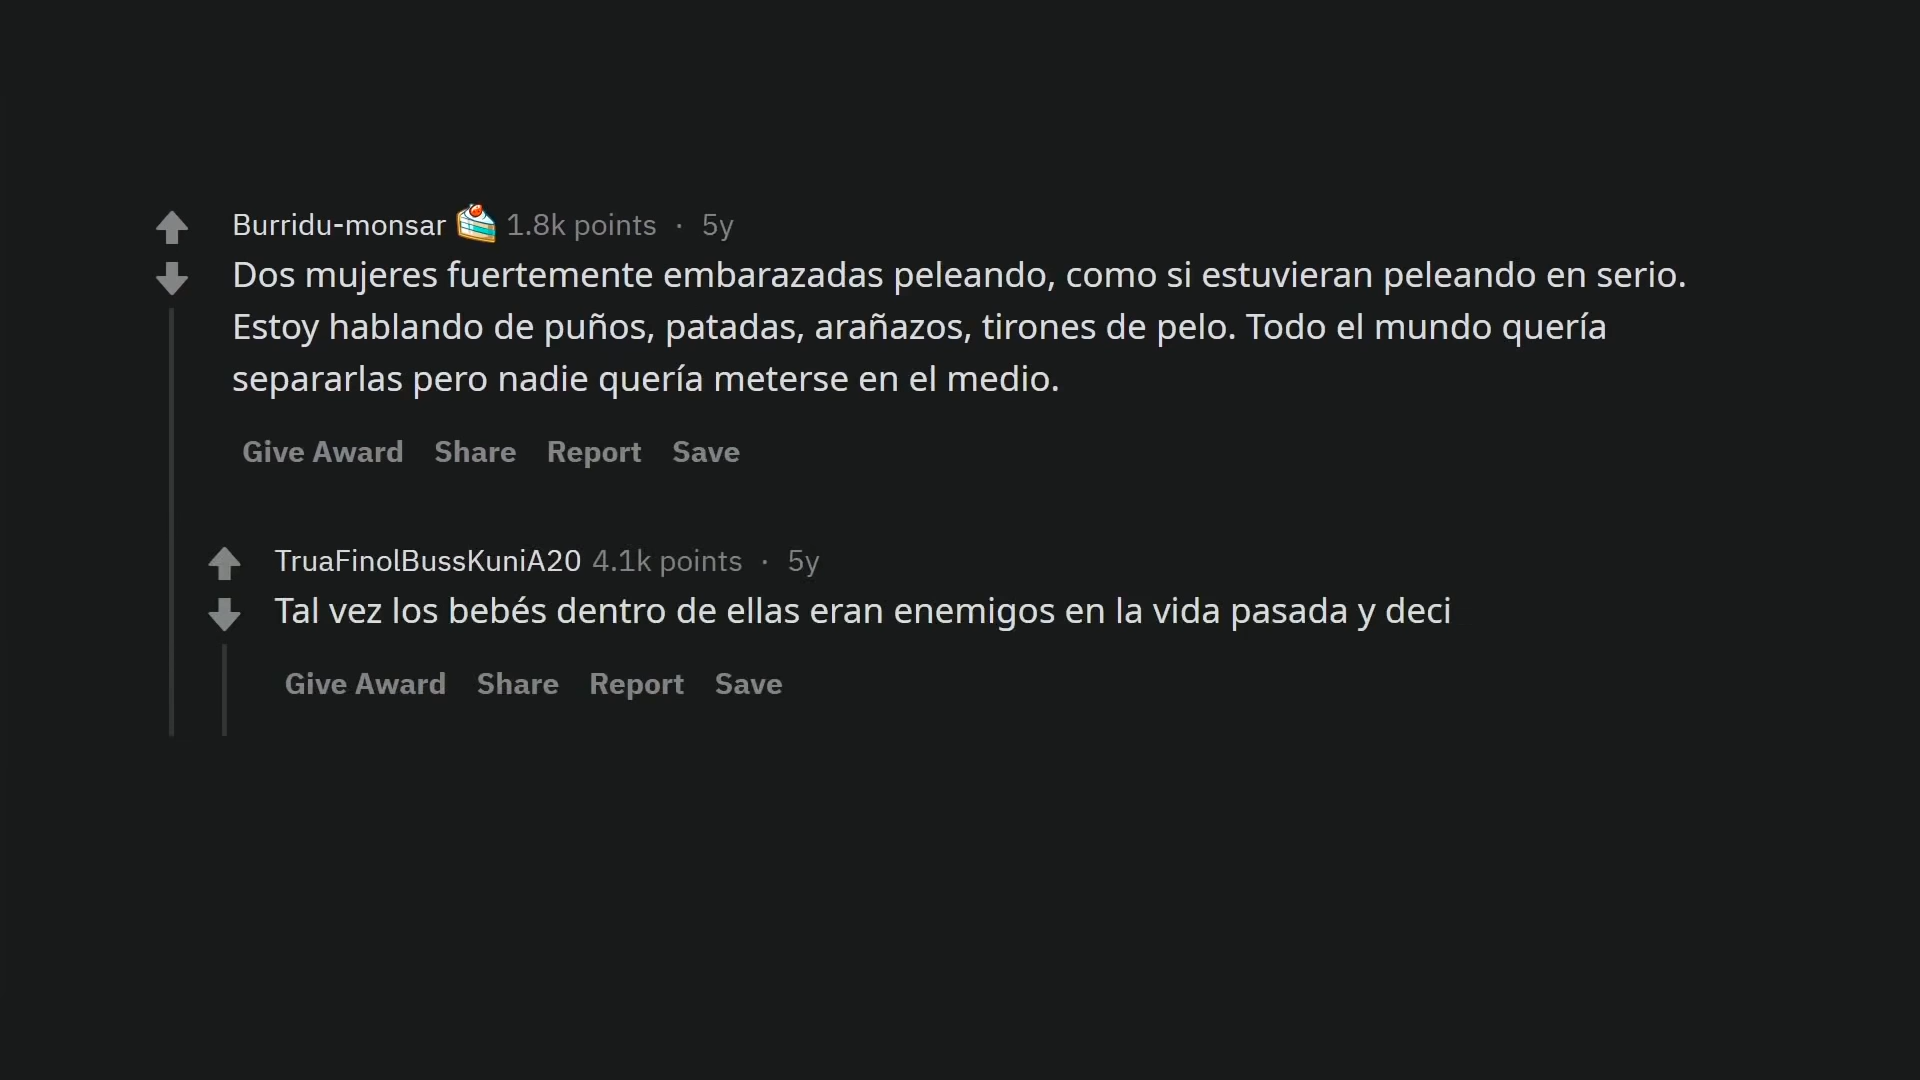 Burridu-monsar 1.8k points · 5y
Dos mujeres fuertemente embarazadas peleando, como si estuvieran peleando en serio.
Estoy hablando de puños, patadas, arañazos, tirones de pelo. Todo el mundo quería
separarlas pero nadie quería meterse en el medio.
Give Award Share Report Save
TruaFinolBussKuniA20 4.1k points · 5y
Tal vez los bebés dentro de ellas eran enemigos en la vida pasada y deci
Give Award Share Report Save